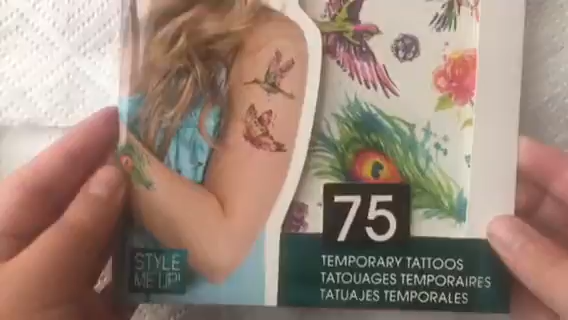 75
TEMPORARY TATTOOS
TATOUAGES TEMPORAIRES
TATUAJES TEMPORALES
STYLE
ME UP!